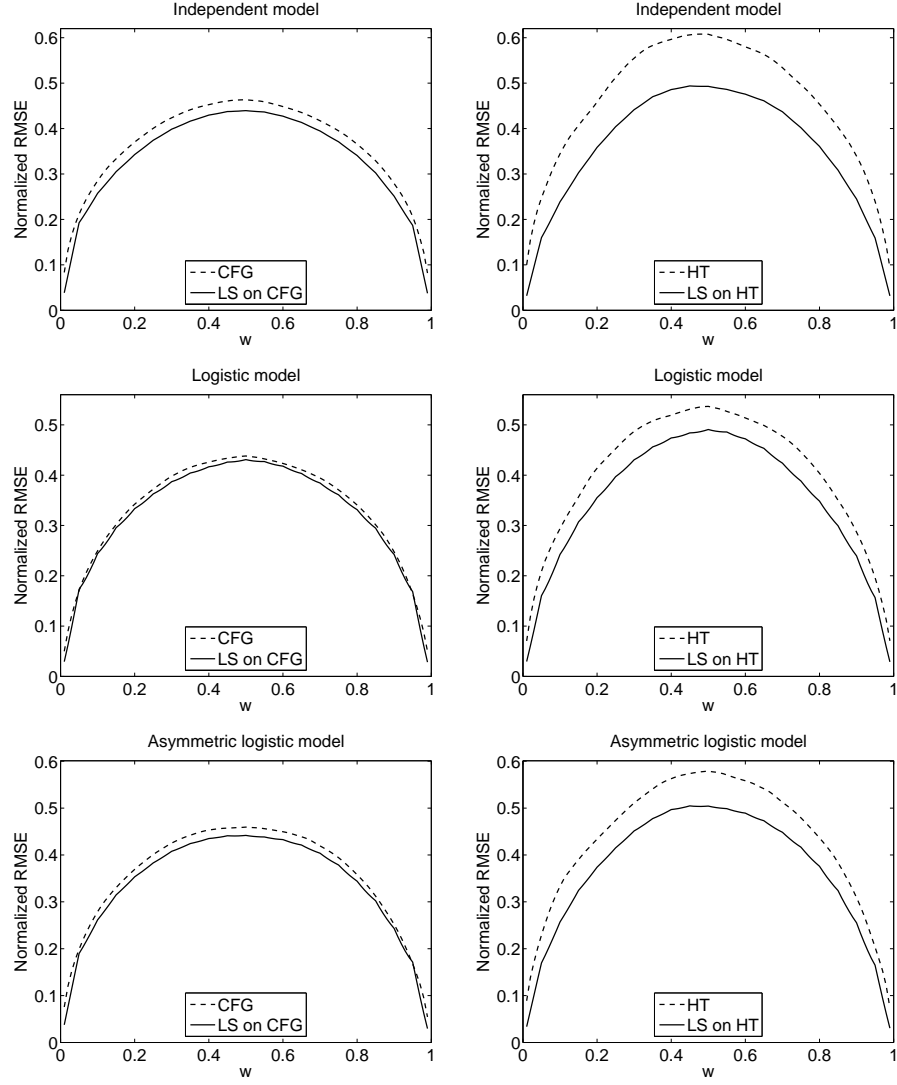 Independent model
Normalized RMSE
0.6
0.5
0.4
0.3
0.2
0.1
0
0 0.2 0.4 0.6 0.8 1
w
CFG
LS on CFG
Independent model
Normalized RMSE
0.6
0.5
0.4
0.3
0.2
0.1
0
0 0.2 0.4 0.6 0.8 1
w
HT
LS on HT
Logistic model
Normalized RMSE
0.5
0.4
0.3
0.2
0.1
0
0 0.2 0.4 0.6 0.8 1
w
CFG
LS on CFG
Logistic model
Normalized RMSE
0.5
0.4
0.3
0.2
0.1
0
0 0.2 0.4 0.6 0.8 1
w
HT
LS on HT
Asymmetric logistic model
Normalized RMSE
0.6
0.5
0.4
0.3
0.2
0.1
0
0 0.2 0.4 0.6 0.8 1
w
CFG
LS on CFG
Asymmetric logistic model
Normalized RMSE
0.6
0.5
0.4
0.3
0.2
0.1
0
0 0.2 0.4 0.6 0.8 1
w
HT
LS on HT